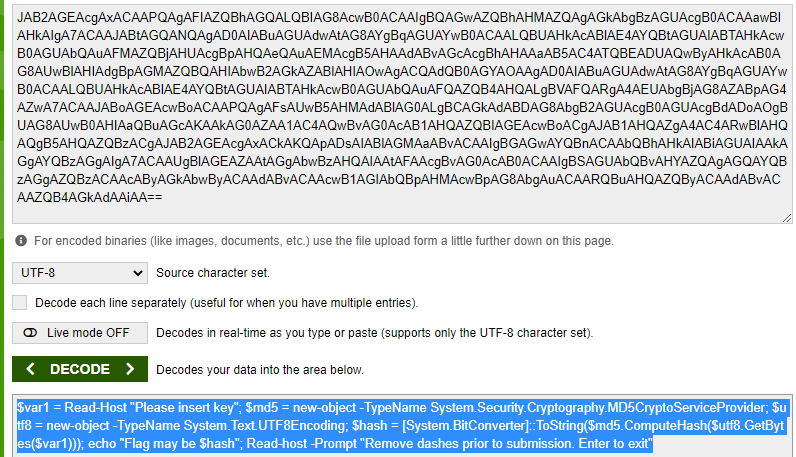 JAB2AGEAcgAxACAAPQAgAFIAZQBhAGQALQBIAG8AcwB0ACAAIgBQAGwAZQBhAHMAZQAgAGkAbgBzAGUAcgB0ACAAawBl
AHkAIgA7ACAAJABtAGQANQAgAD0AIABuAGUAdwAtAG8AYgBqAGUAYwB0ACAALQBUAHkAcABlAE4AYQBtAGUAIABTAHkAcw
B0AGUAbQAuAFMAZQBjAHUAcgBpAHQAeQAuAEMAcgB5AHAAdABvAGcAcgBhAHAAaAB5AC4ATQBEADUAQwByAHkAcAB0A
G8AUwBlAHIAdgBpAGMAZQBQAHIAbwB2AGkAZABlAHIAOwAgACQAdQB0AGYAOAAgAD0AIABuAGUAdwAtAG8AYgBqAGUAYw
B0ACAALQBUAHkAcABlAE4AYQBtAGUAIABTAHkAcwB0AGUAbQAuAFQAZQB4AHQALgBVAFQARgA4AEUAbgBjAG8AZABpAG4
AZwA7ACAAJABoAGEAcwBoACAAPQAgAFsAUwB5AHMAdABlAG0ALgBCAGkAdABDAG8AbgB2AGUAcgB0AGUAcgBdADoAOgB
UAG8AUwB0AHIAaQBuAGcAKAAkAG0AZAA1AC4AQwBvAG0AcAB1AHQAZQBIAGEAcwBoACgAJAB1AHQAZgA4AC4ARwBlAHQ
AQgB5AHQAZQBzACgAJAB2AGEAcgAxACkAKQApADsAIABlAGMAaABvACAAIgBGAGwAYQBnACAAbQBhAHkAIABiAGUAIAAkA
GgAYQBzAGgAIgA7ACAAUgBlAGEAZAAtAGgAbwBzAHQAIAAtAFAAcgBvAG0AcAB0ACAAIgBSAGUAbQBvAHYAZQAgAGQAYQB
zAGgAZQBzACAAcAByAGkAbwByACAAdABvACAAcwB1AGIAbQBpAHMAcwBpAG8AbgAuACAARQBuAHQAZQByACAAdABvACA
AZQB4AGkAdAAiAA==
For encoded binaries (like images, documents, etc.) use the file upload form a little further down on this page.
UTF-8 Source character set.
Decode each line separately (useful for when you have multiple entries).
Live mode OFF Decodes in real-time as you type or paste (supports only the UTF-8 character set).
< DECODE > Decodes your data into the area below.
$var1 = Read-Host "Please insert key"; $md5 = new-object -TypeName System.Security.Cryptography.MD5CryptoServiceProvider; $u
tf8 = new-object -TypeName System.Text.UTF8Encoding; $hash = [System.BitConverter]::ToString($md5.ComputeHash($utf8.GetByt
es($var1))); echo "Flag may be $hash"; Read-host -Prompt "Remove dashes prior to submission. Enter to exit"